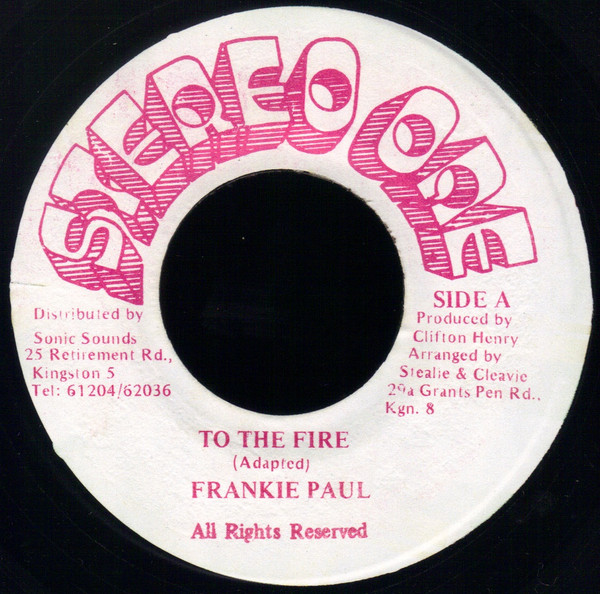 STEREO ONE
Distributed by
Sonic Sounds
25 Retirement Rd.,
Kingston 5
Tel: 61204/62036
SIDE A
Produced by
Clifton Henry
Arranged by
Stealie & Cleavie
29a Grants Pen Rd.,
Kgn. 8
TO THE FIRE
(Adapted)
FRANKIE PAUL
All Rights Reserved